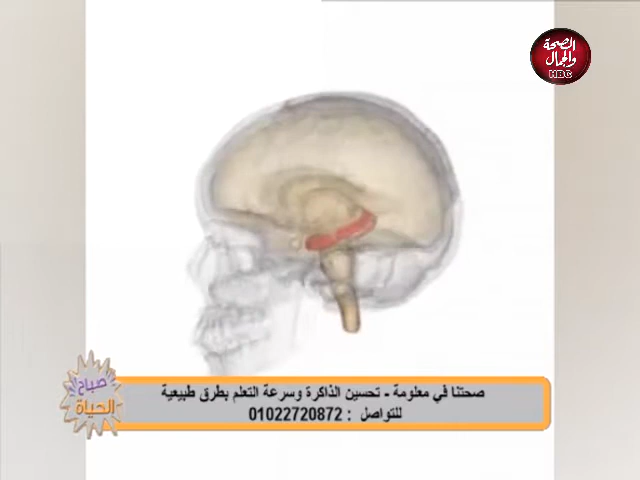 الصحة
والجمال
HBC
صباح
الحياة
صحتنا في معلومة - تحسين الذاكرة وسرعة التعلم بطرق طبيعية
للتواصل : 01022720872